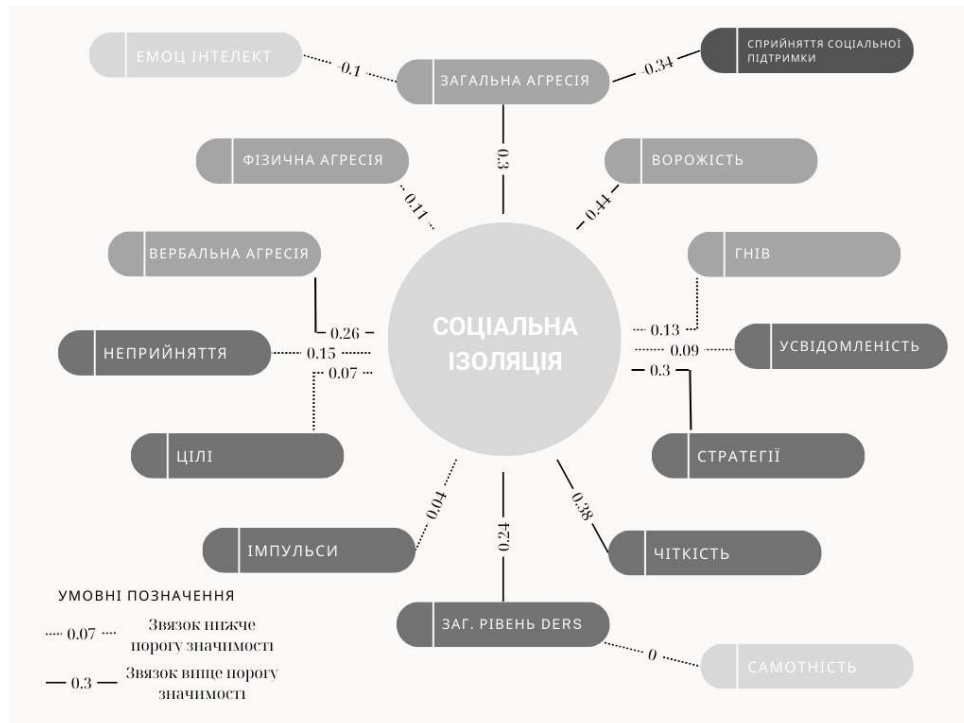 ЕМОЦ ІНТЕЛЕКТ
-0.1
ЗАГАЛЬНА АГРЕСІЯ
-0.34
СПРИЙНЯТТЯ СОЦІАЛЬНОЇ
ПІДТРИМКИ
0.3
ФІЗИЧНА АГРЕСІЯ
0.11
ВОРОЖІСТЬ
0.44
ВЕРБАЛЬНА АГРЕСІЯ
0.26
ГНІВ
0.13
СОЦІАЛЬНА
ІЗОЛЯЦІЯ
НЕПРИЙНЯТТЯ
0.15
0.09
УСВІДОМЛЕНІСТЬ
0.07
ЦІЛІ
0.3
СТРАТЕГІЇ
0.04
ІМПУЛЬСИ
0.24
0.38
ЧІТКІСТЬ
ЗАГ. РІВЕНЬ DERS
0
САМОТНІСТЬ
УМОВНІ ПОЗНАЧЕННЯ
0.07
Звязок нижче
порогу значимості
0.3
Звязок вище порогу
значимості